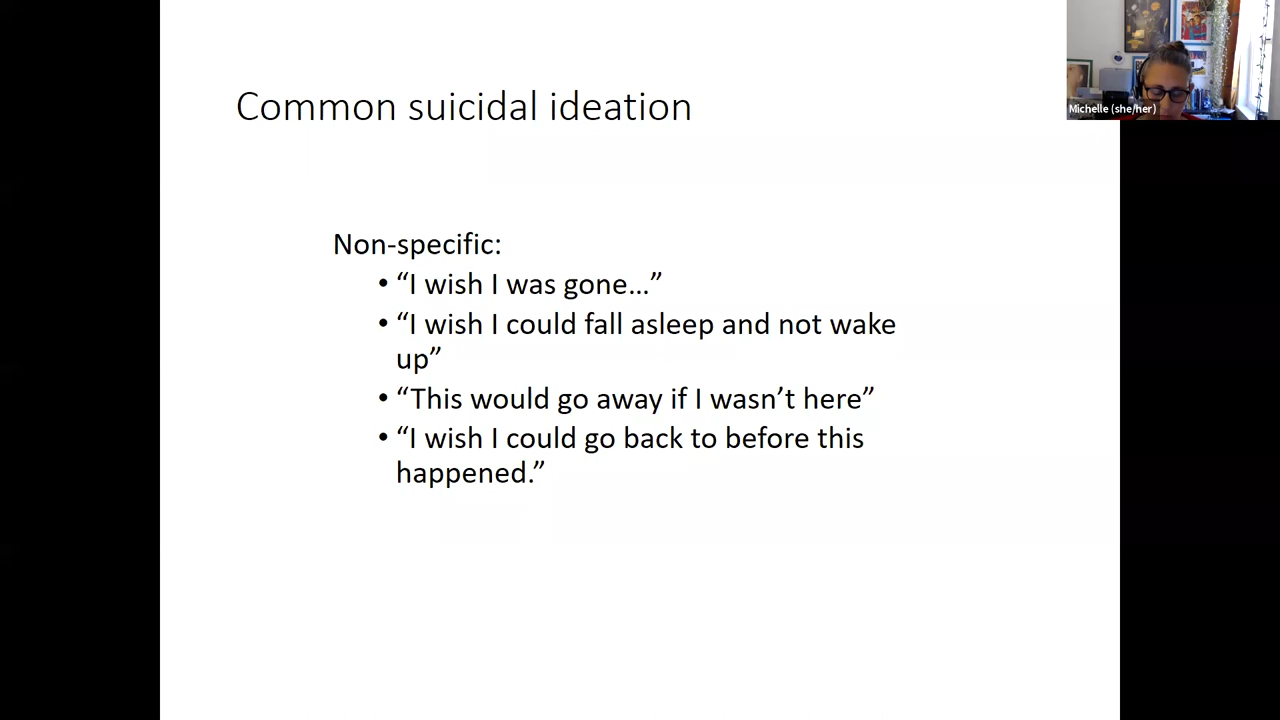 Common suicidal ideation
Michelle (she/her)
Non-specific:
• “I wish I was gone…”
• “I wish I could fall asleep and not wake
up”
• “This would go away if I wasn’t here”
• “I wish I could go back to before this
happened.”